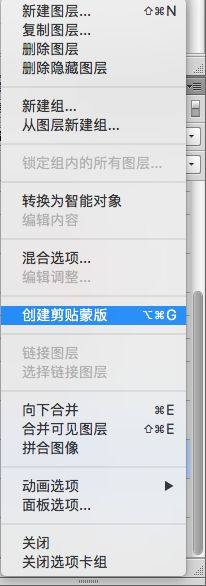 新建图层... ⇧⌘N
复制图层...
删除图层
删除隐藏图层
新建组...
从图层新建组...
锁定组内的所有图层...
转换为智能对象
编辑内容
混合选项...
编辑调整...
创建剪贴蒙版 ⌥⌘G
链接图层
选择链接图层
向下合并 ⌘E
合并可见图层 ⇧⌘E
拼合图像
动画选项 ▶
面板选项...
关闭
关闭选项卡组